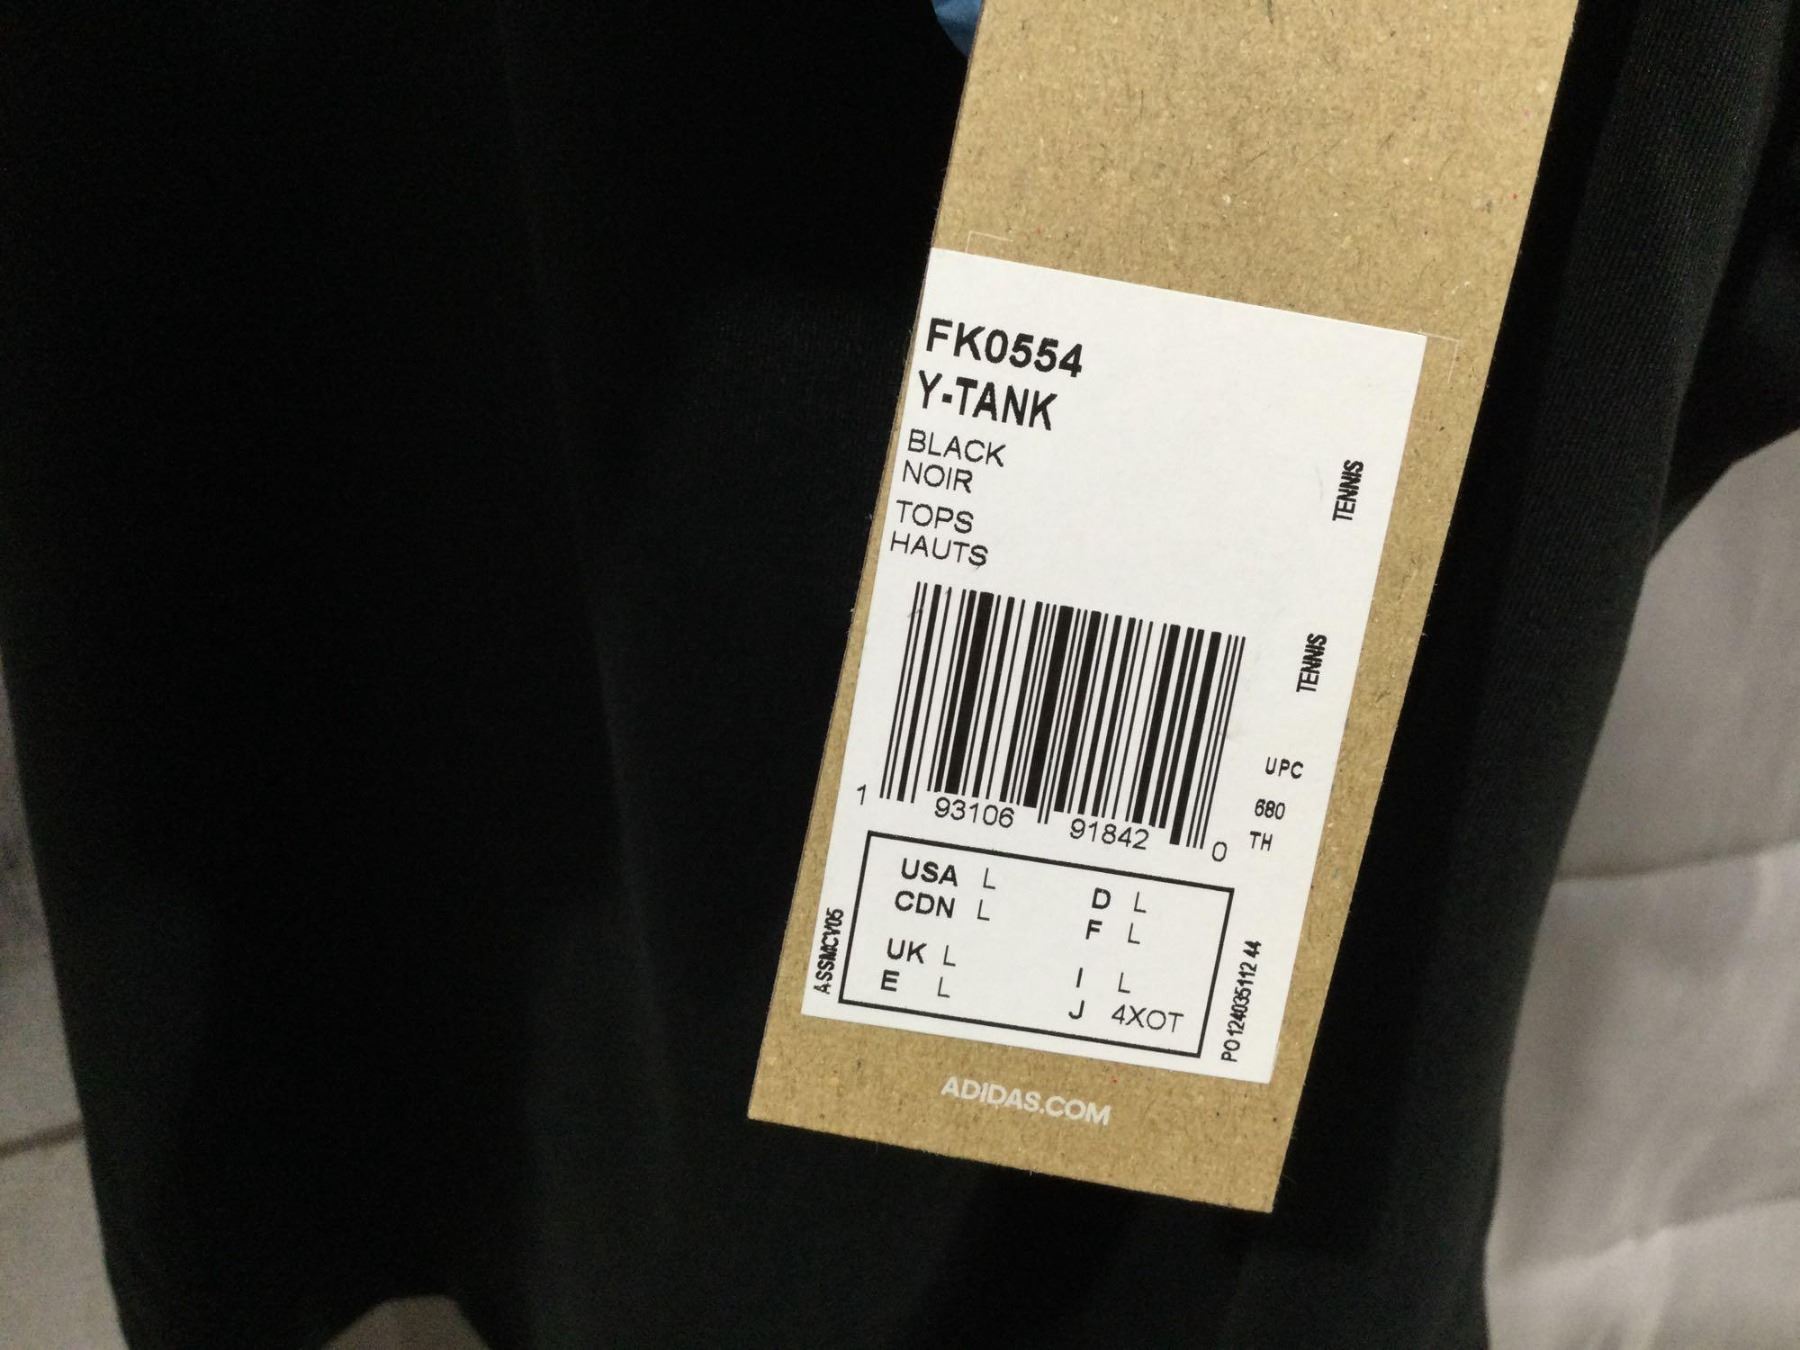 FK0554
Y-TANK
BLACK
NOIR
TOPS
HAUTS
TENNIS
TENNIS
UPC
680
TH
1 93106 91842 0
USA L
CDN L
UK L
E L
D L
F L
I L
J 4XOT
ASSMCV05
PO 124035112 44
ADIDAS.COM